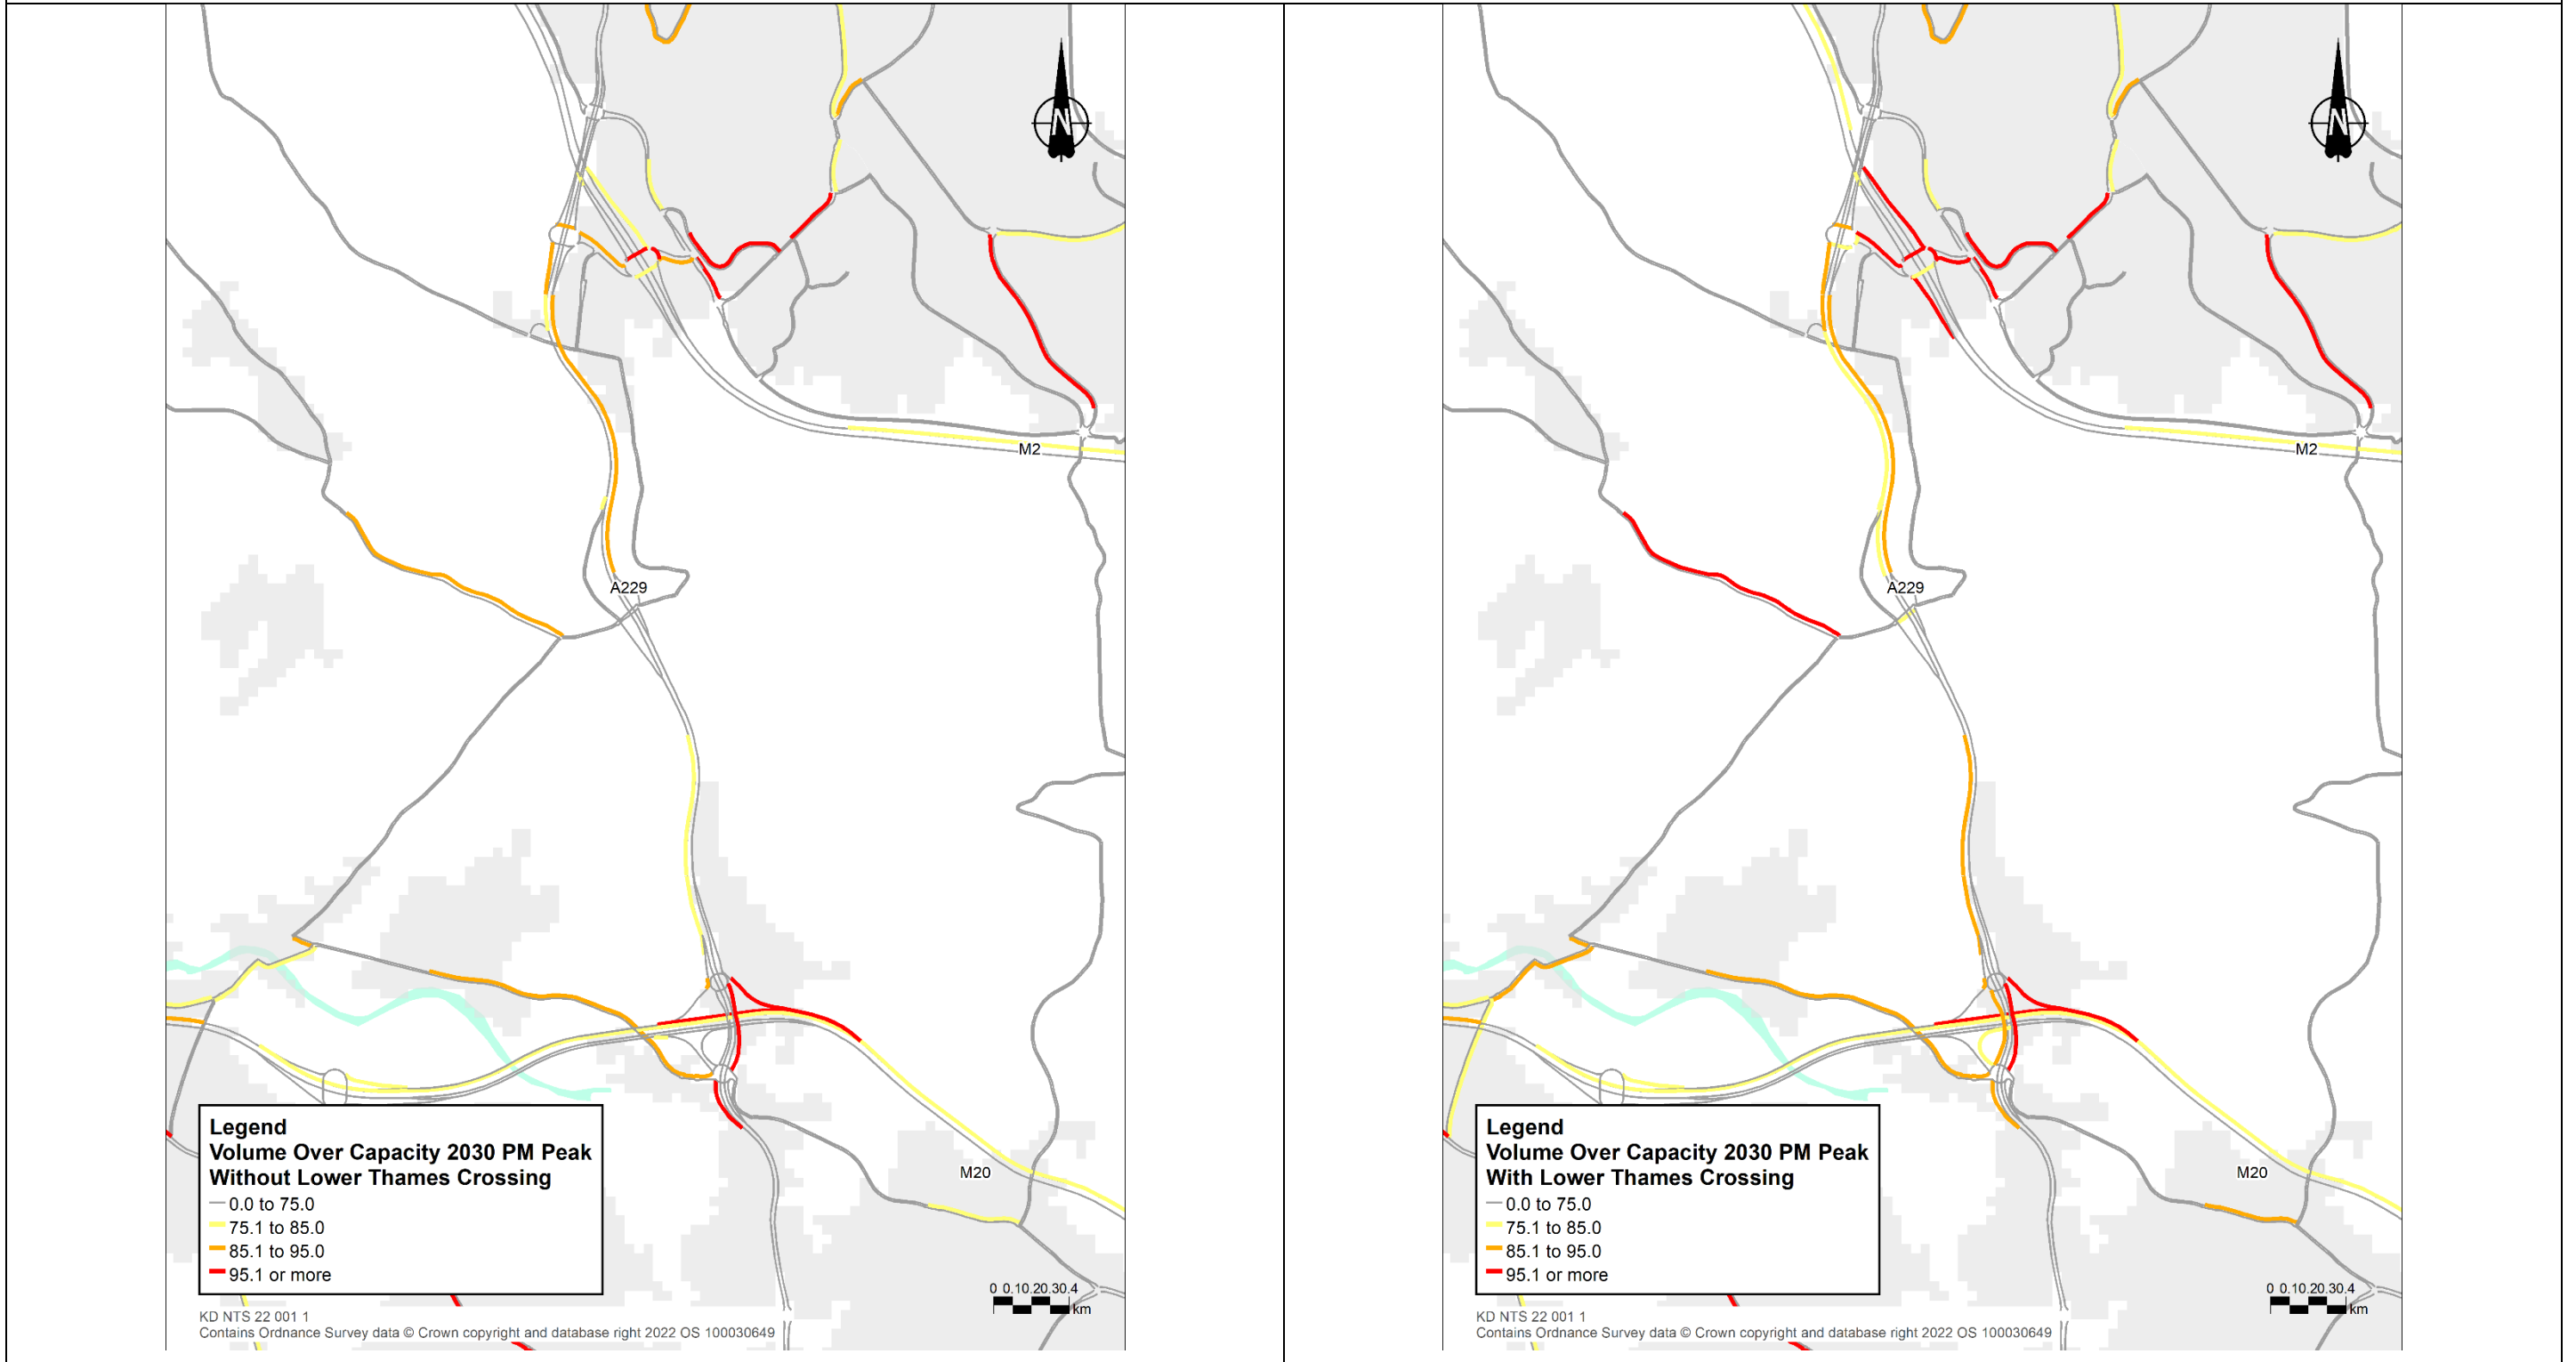 N
M2
A229
M20
Legend
Volume Over Capacity 2030 PM Peak
Without Lower Thames Crossing
0.0 to 75.0
75.1 to 85.0
85.1 to 95.0
95.1 or more
0 0.10.20.30.4
km
KD NTS 22 001 1
Contains Ordnance Survey data © Crown copyright and database right 2022 OS 100030649
N
M2
A229
M20
Legend
Volume Over Capacity 2030 PM Peak
With Lower Thames Crossing
0.0 to 75.0
75.1 to 85.0
85.1 to 95.0
95.1 or more
0 0.10.20.30.4
km
KD NTS 22 001 1
Contains Ordnance Survey data © Crown copyright and database right 2022 OS 100030649